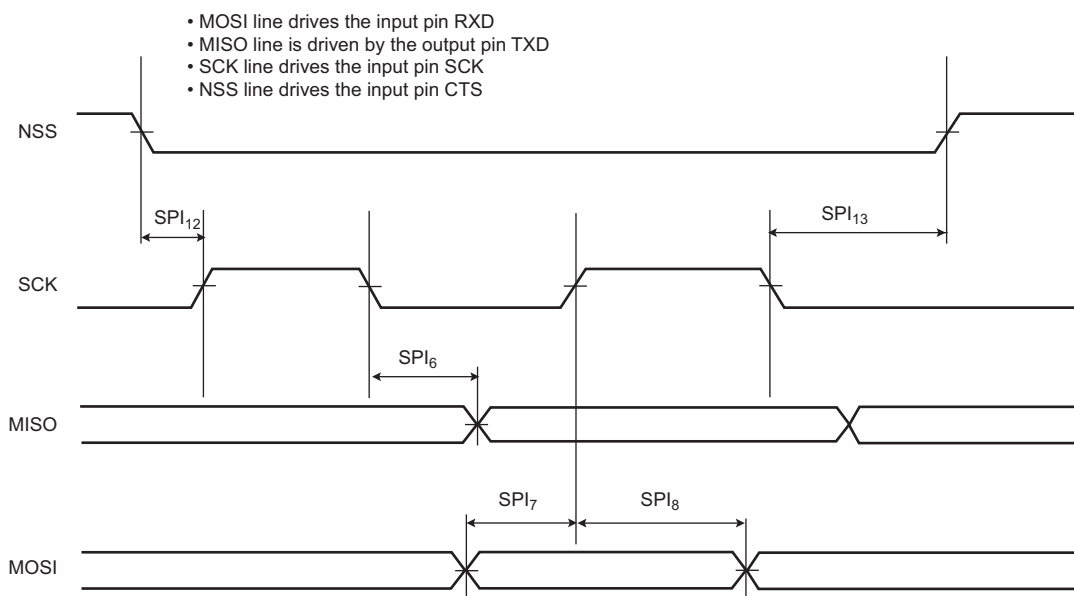 • MOSI line drives the input pin RXD
• MISO line is driven by the output pin TXD
• SCK line drives the input pin SCK
• NSS line drives the input pin CTS
NSS
SPI12
SPI13
SCK
SPI6
MISO
SPI7
SPI8
MOSI